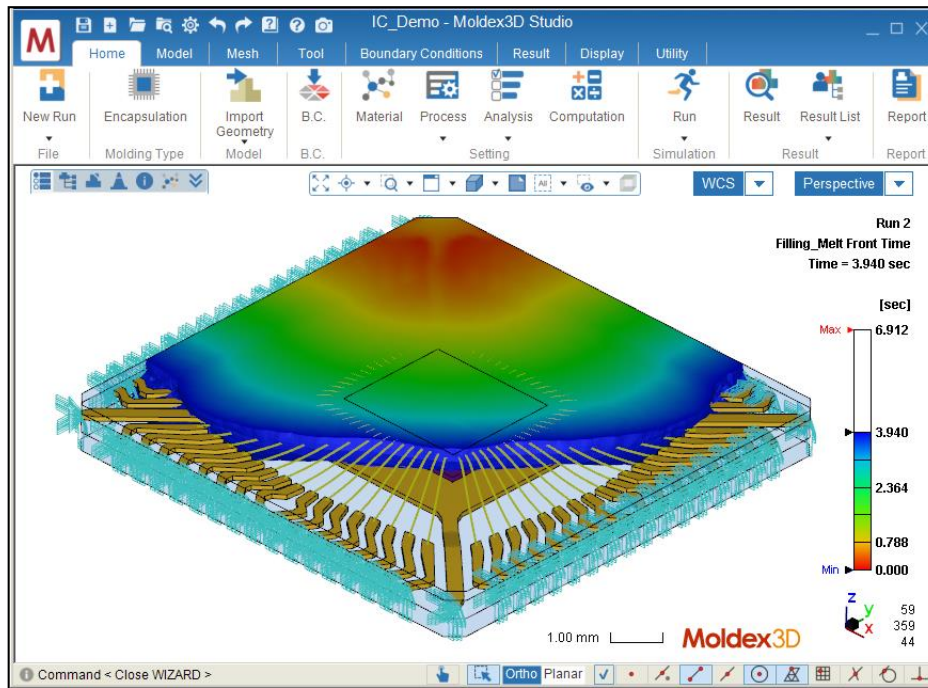 IC_Demo - Moldex3D Studio
M
Home Model Mesh Tool Boundary Conditions Result Display Utility
New Run Encapsulation Import Geometry B.C. Material Process Analysis Computation Run Result Result List Report
File Molding Type Model B.C. Setting Simulation Result Report
All WCS Perspective
Run 2
Filling_Melt Front Time
Time = 3.940 sec
[sec]
Max 6.912
3.940
2.364
0.788
Min 0.000
z
y
x
59
359
44
1.00 mm
Moldex3D
Command < Close WIZARD > Ortho Planar